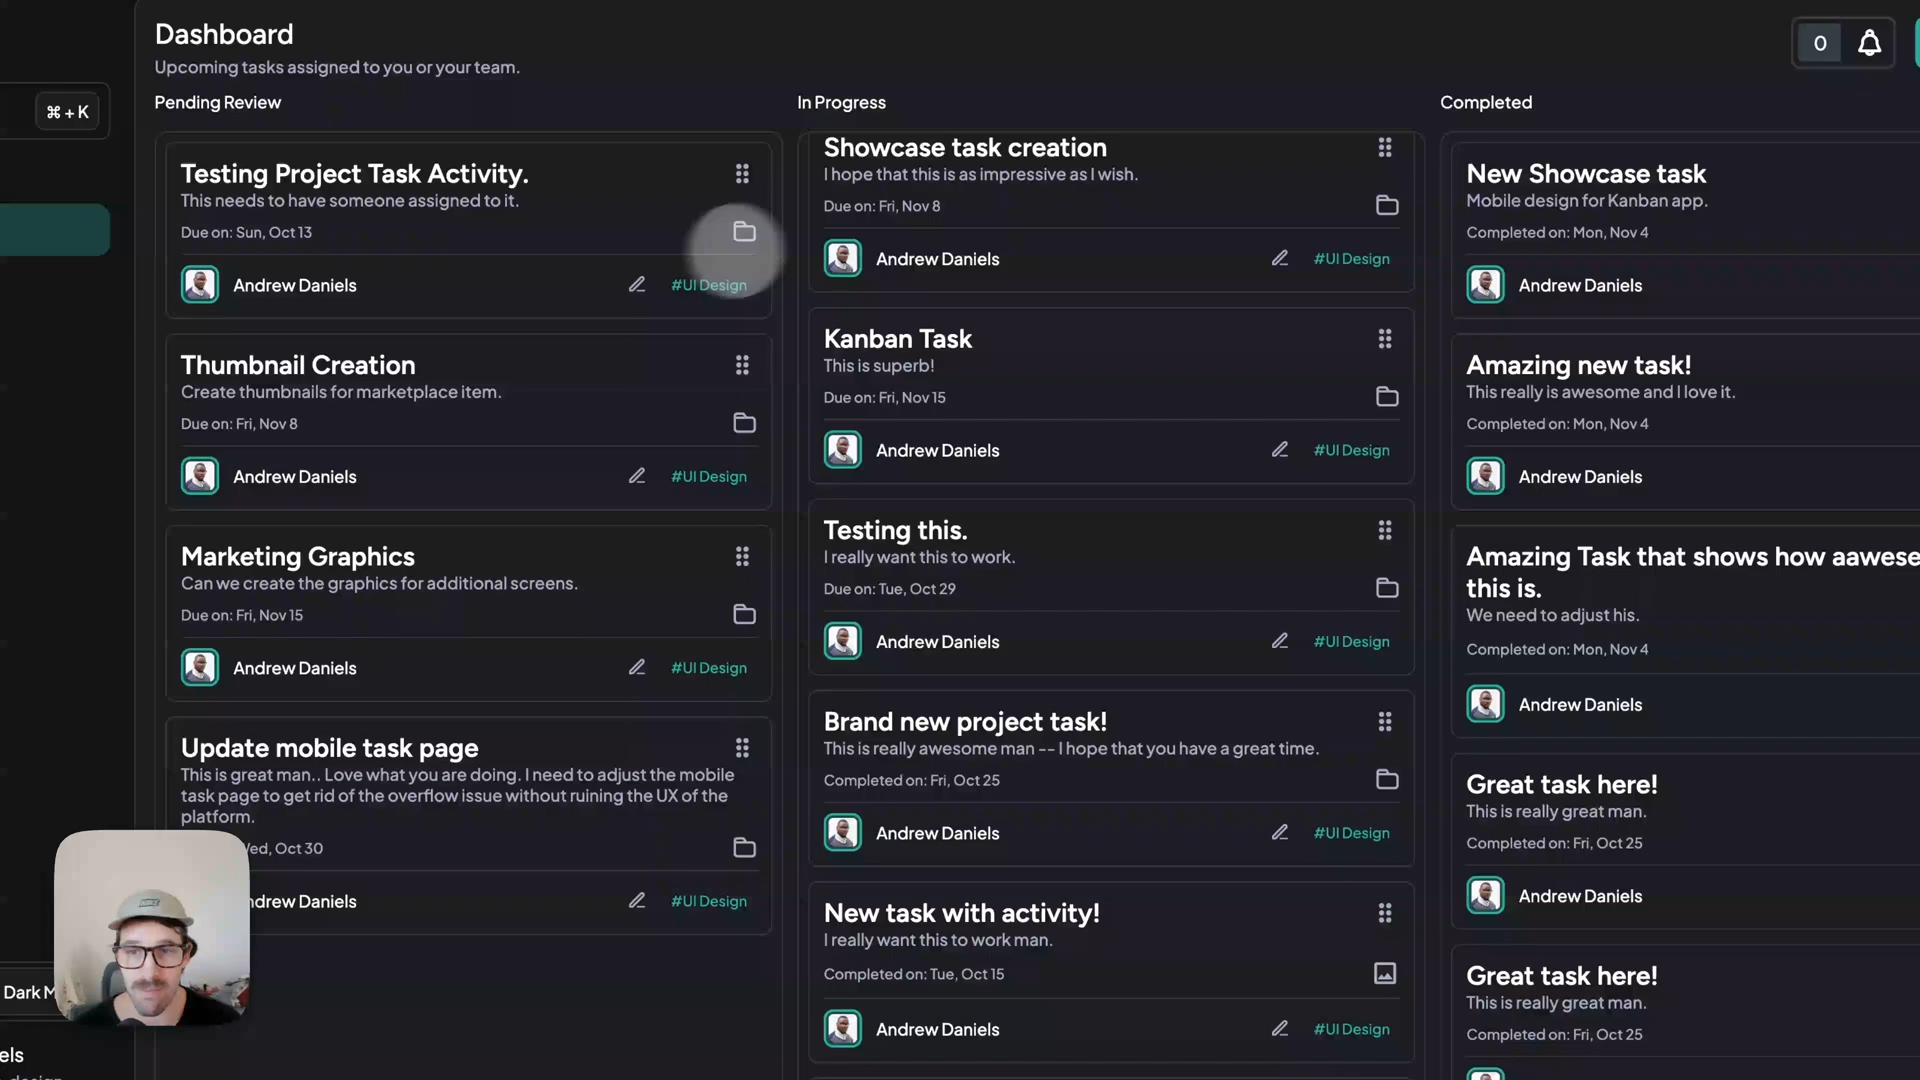 Dashboard
Upcoming tasks assigned to you or your team.
0
⌘ + K
Pending Review
Testing Project Task Activity.
This needs to have someone assigned to it.
Due on: Sun, Oct 13
Andrew Daniels
#UI Design
Thumbnail Creation
Create thumbnails for marketplace item.
Due on: Fri, Nov 8
Andrew Daniels
#UI Design
Marketing Graphics
Can we create the graphics for additional screens.
Due on: Fri, Nov 15
Andrew Daniels
#UI Design
Update mobile task page
This is great man.. Love what you are doing. I need to adjust the mobile
task page to get rid of the overflow issue without ruining the UX of the
platform.
Wed, Oct 30
ndrew Daniels
#UI Design
In Progress
Showcase task creation
I hope that this is as impressive as I wish.
Due on: Fri, Nov 8
Andrew Daniels
#UI Design
Kanban Task
This is superb!
Due on: Fri, Nov 15
Andrew Daniels
#UI Design
Testing this.
I really want this to work.
Due on: Tue, Oct 29
Andrew Daniels
#UI Design
Brand new project task!
This is really awesome man -- I hope that you have a great time.
Completed on: Fri, Oct 25
Andrew Daniels
#UI Design
New task with activity!
I really want this to work man.
Completed on: Tue, Oct 15
Andrew Daniels
#UI Design
Completed
New Showcase task
Mobile design for Kanban app.
Completed on: Mon, Nov 4
Andrew Daniels
Amazing new task!
This really is awesome and I love it.
Completed on: Mon, Nov 4
Andrew Daniels
Amazing Task that shows how aawese
this is.
We need to adjust his.
Completed on: Mon, Nov 4
Andrew Daniels
Great task here!
This is really great man.
Completed on: Fri, Oct 25
Andrew Daniels
Great task here!
This is really great man.
Completed on: Fri, Oct 25
Dark M
els